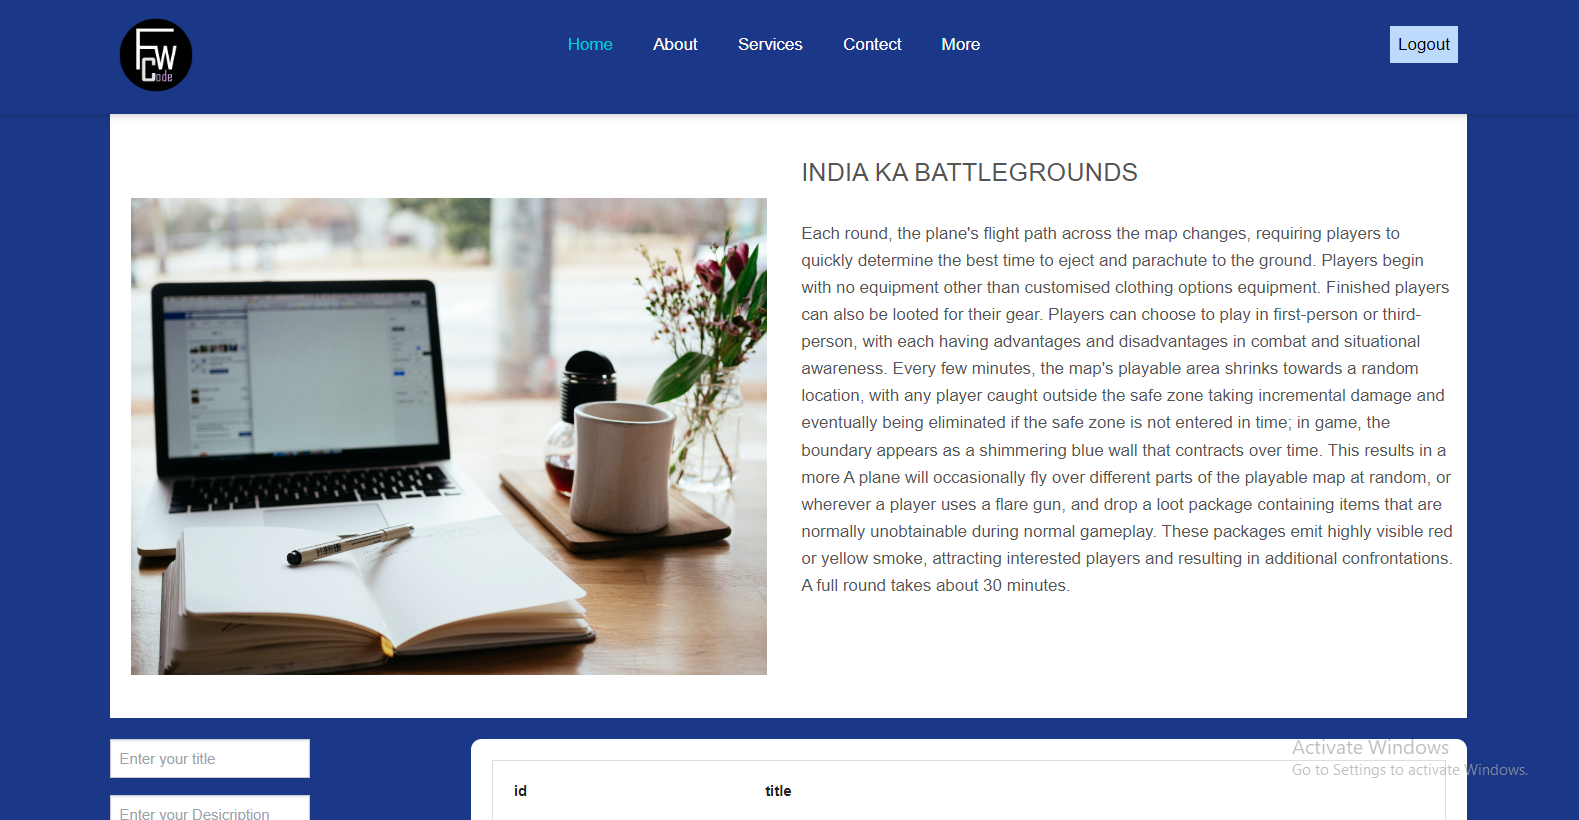 FCW
Code
Home About Services Contect More
Logout
INDIA KA BATTLEGROUNDS
Each round, the plane's flight path across the map changes, requiring players to
quickly determine the best time to eject and parachute to the ground. Players begin
with no equipment other than customised clothing options equipment. Finished players
can also be looted for their gear. Players can choose to play in first-person or third-
person, with each having advantages and disadvantages in combat and situational
awareness. Every few minutes, the map's playable area shrinks towards a random
location, with any player caught outside the safe zone taking incremental damage and
eventually being eliminated if the safe zone is not entered in time; in game, the
boundary appears as a shimmering blue wall that contracts over time. This results in a
more A plane will occasionally fly over different parts of the playable map at random, or
wherever a player uses a flare gun, and drop a loot package containing items that are
normally unobtainable during normal gameplay. These packages emit highly visible red
or yellow smoke, attracting interested players and resulting in additional confrontations.
A full round takes about 30 minutes.
Enter your title
Enter your Desicription
id title
Activate Windows
Go to Settings to activate Windows.